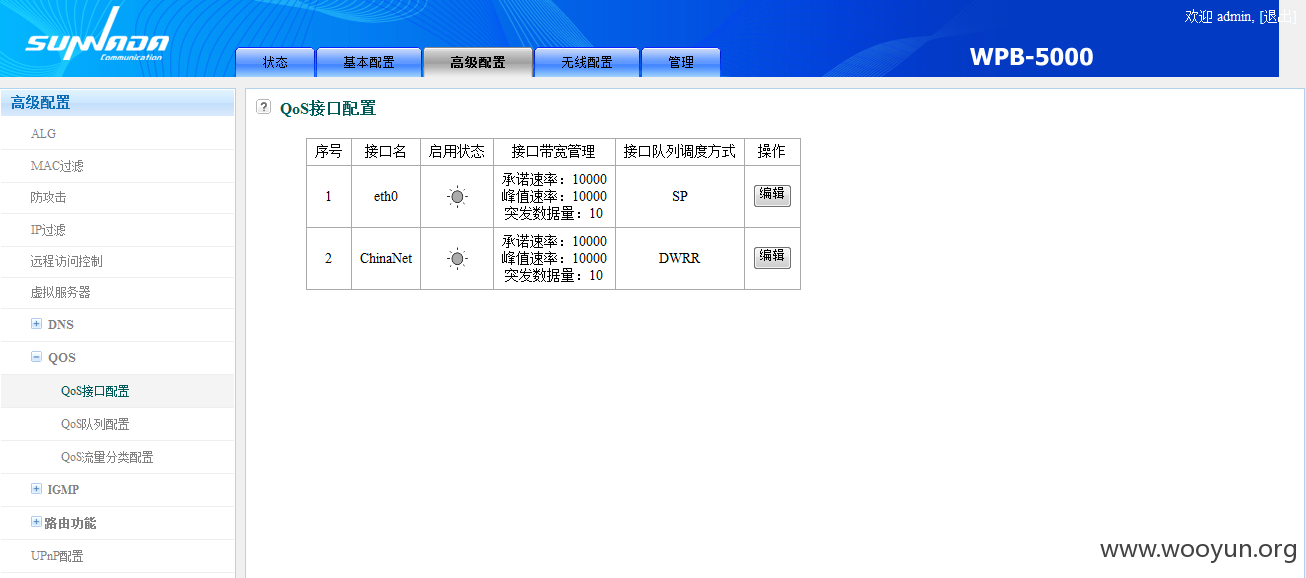 欢迎 admin, [退出]
SUNNADA
Communication
状态
基本配置
高级配置
无线配置
管理
WPB-5000
高级配置
ALG
MAC过滤
防攻击
IP过滤
远程访问控制
虚拟服务器
DNS
QOS
QoS接口配置
QoS队列配置
QoS流量分类配置
IGMP
路由功能
UPnP配置
? QoS接口配置
序号 接口名 启用状态 接口带宽管理 接口队列调度方式 操作
1 eth0 承诺速率：10000
峰值速率：10000
突发数据量：10
SP 编辑
2 ChinaNet 承诺速率：10000
峰值速率：10000
突发数据量：10
DWRR 编辑
www.wooyun.org